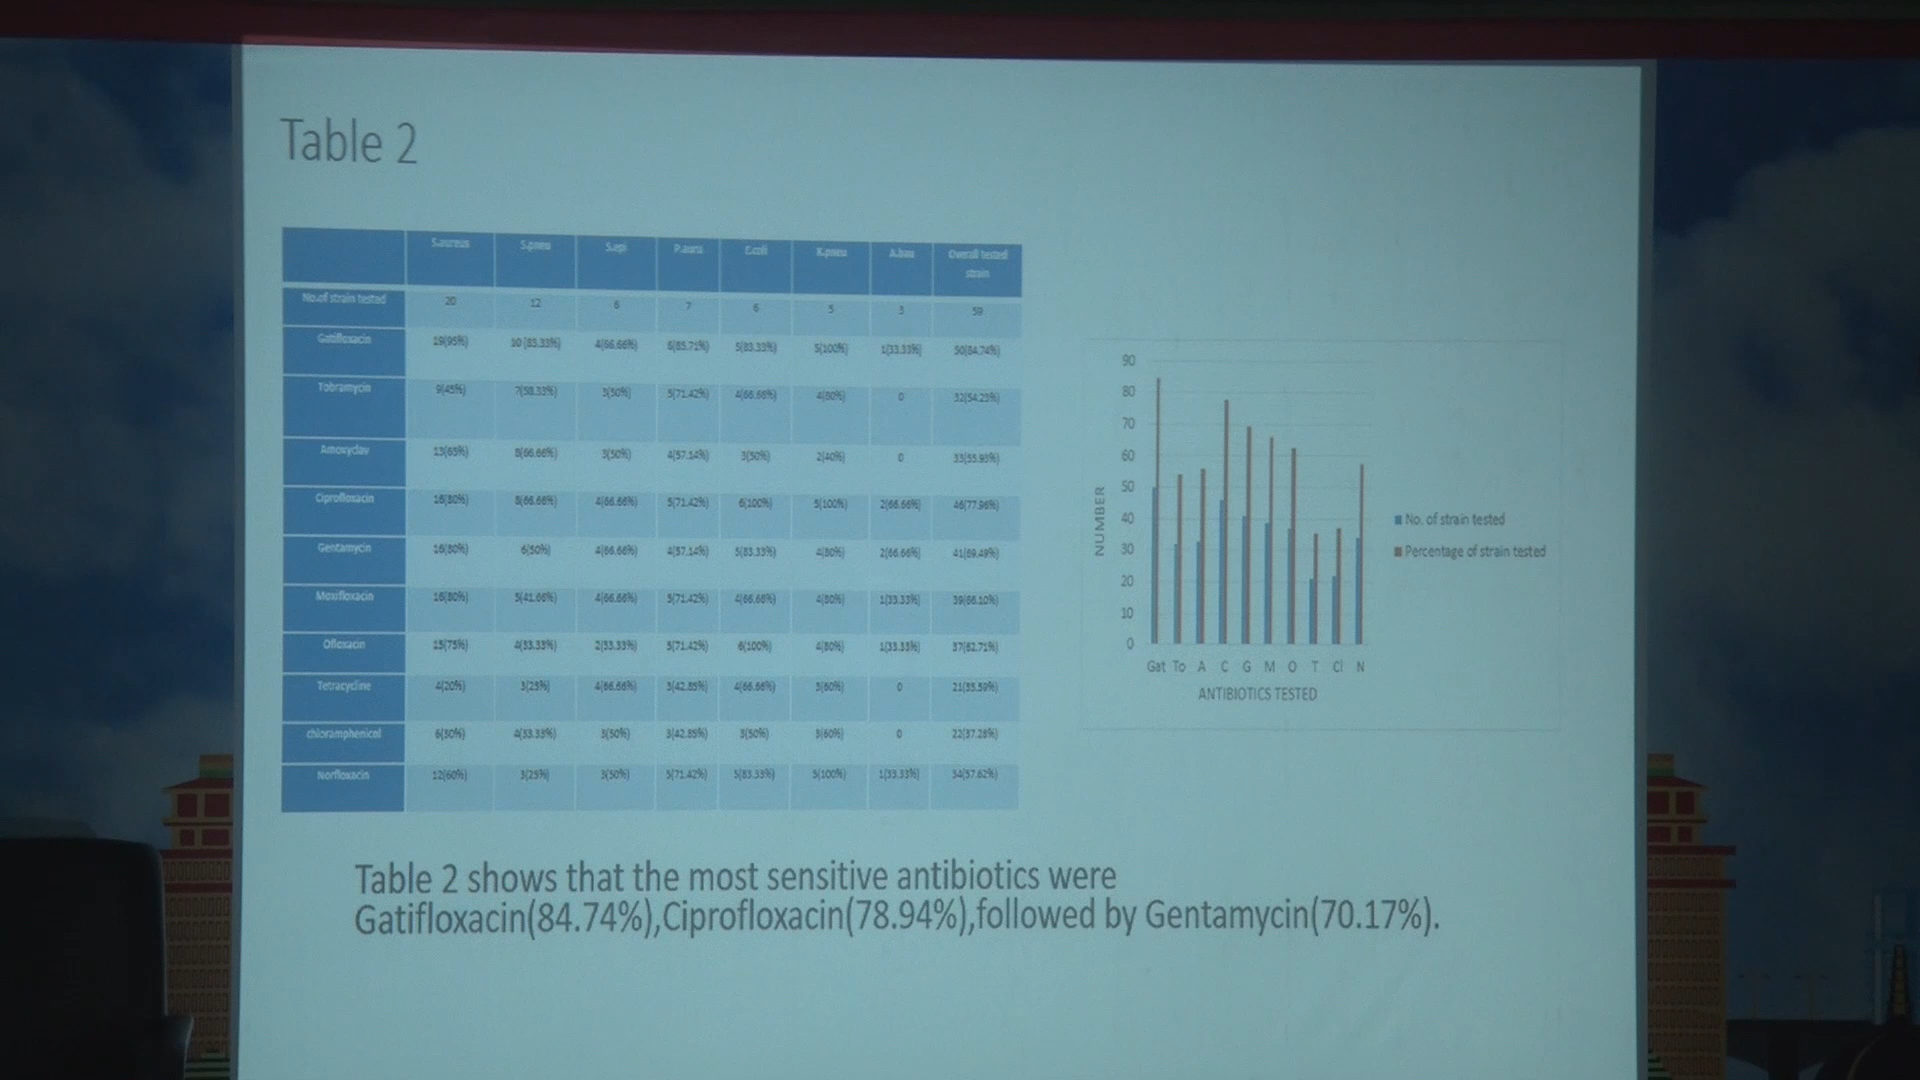 Table 2
S.aureus S.pneu S.epi P.aura E.coli K.pneu A.bau Overall tested
strain
No.of strain tested 20 12 6 7 6 5 3 59
Gatifloxacin 19(95%) 10 (83.33%) 4(66.66%) 6(85.71%) 5(83.33%) 5(100%) 1(33.33%) 50(84.74%)
Tobramycin 9(45%) 7(58.33%) 3(50%) 5(71.42%) 4(66.66%) 4(80%) 0 32(54.23%)
Amoxyclav 13(65%) 8(66.66%) 3(50%) 4(57.14%) 3(50%) 2(40%) 0 33(55.93%)
Ciprofloxacin 16(80%) 8(66.66%) 4(66.66%) 5(71.42%) 6(100%) 5(100%) 2(66.66%) 46(77.96%)
Gentamycin 16(80%) 6(50%) 4(66.66%) 4(57.14%) 5(83.33%) 4(80%) 2(66.66%) 41(69.49%)
Moxifloxacin 16(80%) 5(41.66%) 4(66.66%) 5(71.42%) 4(66.66%) 4(80%) 1(33.33%) 39(66.10%)
Ofloxacin 15(75%) 4(33.33%) 2(33.33%) 5(71.42%) 6(100%) 4(80%) 1(33.33%) 37(62.71%)
Tetracycline 4(20%) 3(25%) 4(66.66%) 3(42.85%) 4(66.66%) 3(60%) 0 21(35.59%)
chloramphenicol 6(30%) 4(33.33%) 3(50%) 3(42.85%) 3(50%) 3(60%) 0 22(37.28%)
Norfloxacin 12(60%) 3(25%) 3(50%) 5(71.42%) 5(83.33%) 5(100%) 1(33.33%) 34(57.62%)
90
80
70
60
50
40
30
20
10
0
NUMBER
Gat To A C G M O T Cl N
ANTIBIOTICS TESTED
No. of strain tested
Percentage of strain tested
Table 2 shows that the most sensitive antibiotics were
Gatifloxacin(84.74%),Ciprofloxacin(78.94%),followed by Gentamycin(70.17%).